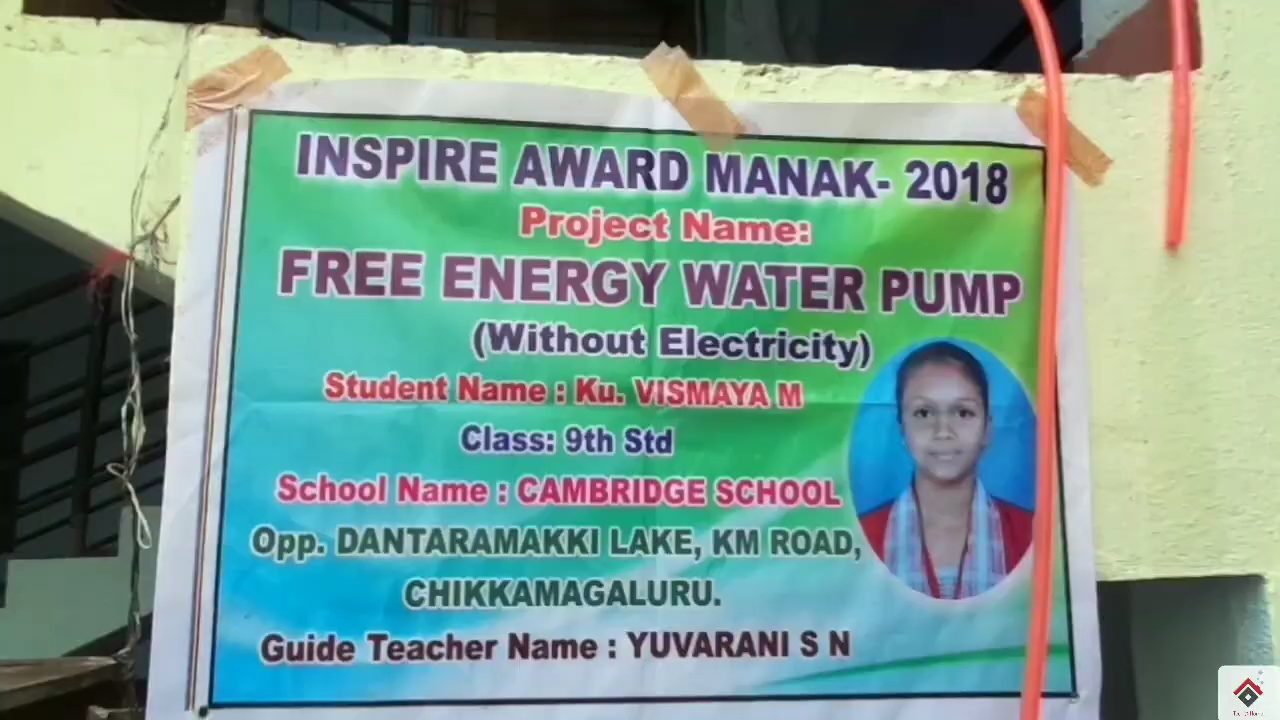 INSPIRE AWARD MANAK- 2018
Project Name:
FREE ENERGY WATER PUMP
(Without Electricity)
Student Name : Ku. VISMAYA M
Class: 9th Std
School Name : CAMBRIDGE SCHOOL
Opp. DANTARAMAKKI LAKE, KM ROAD,
CHIKKAMAGALURU.
Guide Teacher Name : YUVARANI S N